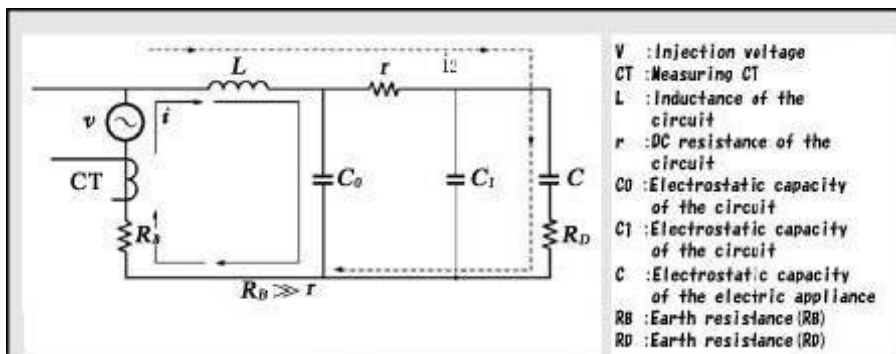 L
r
i2
v
i
CT
C0
C1
C
RB
RD
RB ≫ r
V :Injection voltage
CT :Measuring CT
L :Inductance of the
circuit
r :DC resistance of the
circuit
C0 :Electrostatic capacity
of the circuit
C1 :Electrostatic capacity
of the circuit
C :Electrostatic capacity
of the electric appliance
RB :Earth resistance(RB)
RD :Earth resistance(RD)